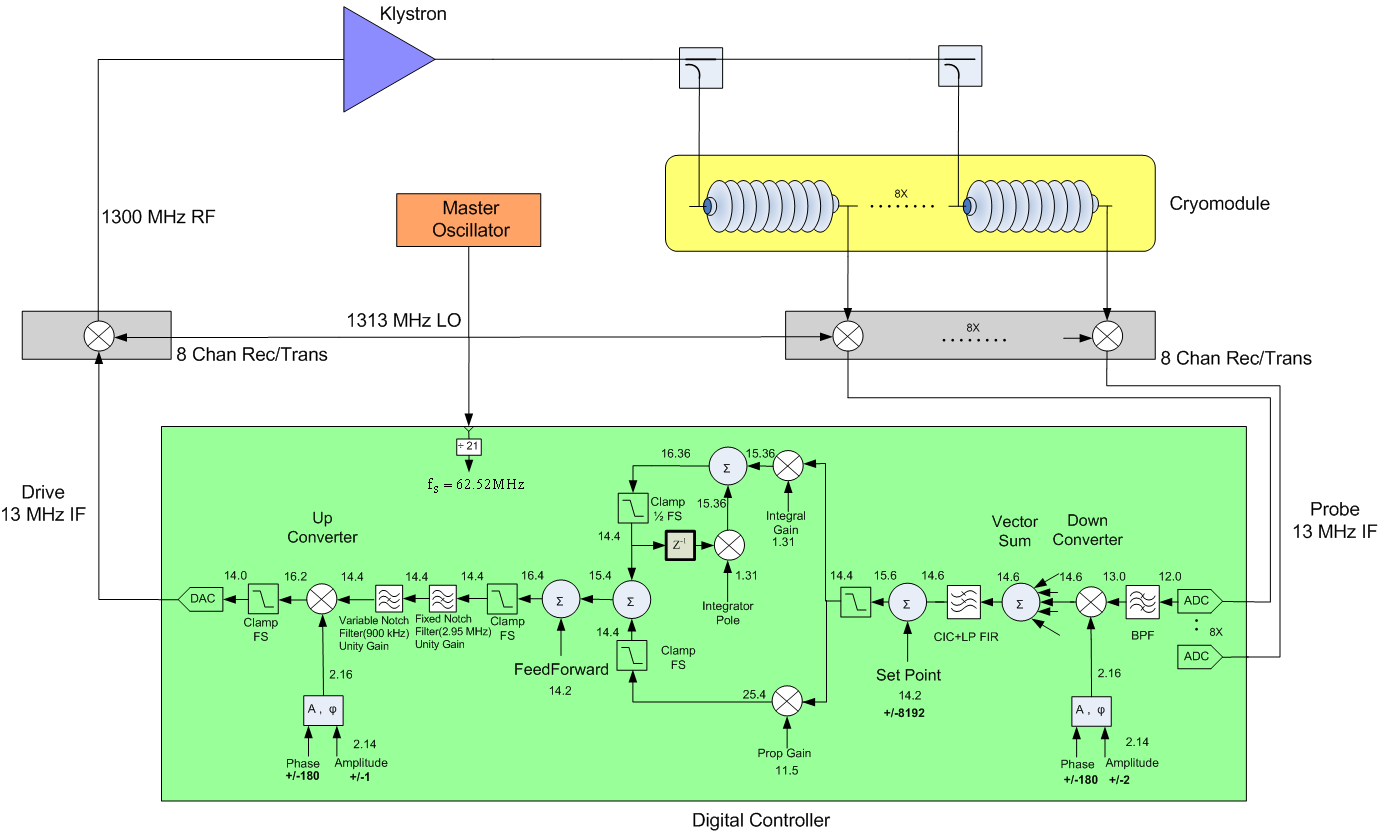 Klystron
1300 MHz RF
Master
Oscillator
8X
Cryomodule
1313 MHz LO
8 Chan Rec/Trans
8X
8 Chan Rec/Trans
÷ 21
fs = 62.52MHz
Drive
13 MHz IF
Probe
13 MHz IF
Up
Converter
16.36
15.36
Clamp
½ FS
15.36
Integral
Gain
1.31
14.4
Z-1
1.31
Integrator
Pole
Vector
Sum
Down
Converter
DAC
14.0
Clamp
FS
16.2
14.4
Variable Notch
Filter(900 kHz)
Unity Gain
14.4
Fixed Notch
Filter(2.95 MHz)
Unity Gain
14.4
Clamp
FS
16.4
Σ
15.4
Σ
Σ
14.4
Clamp
FS
FeedForward
14.2
25.4
Prop Gain
11.5
14.4
15.6
Σ
Set Point
14.2
+/-8192
14.6
CIC+LP FIR
14.6
Σ
14.6
13.0
BPF
12.0
ADC
8X
ADC
2.16
A , φ
2.14
Phase
+/-180
Amplitude
+/-1
2.16
A , φ
2.14
Phase
+/-180
Amplitude
+/-2
Digital Controller